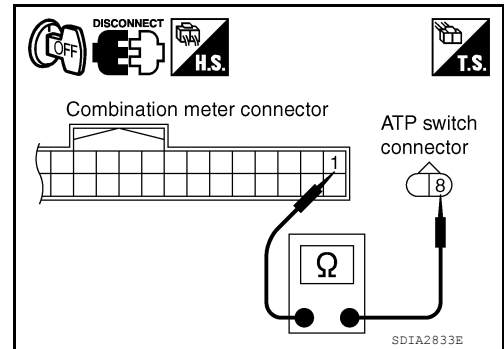 DISCONNECT
OFF
H.S.
T.S.
Combination meter connector
ATP switch
connector
1
8
Ω
SDIA2833E